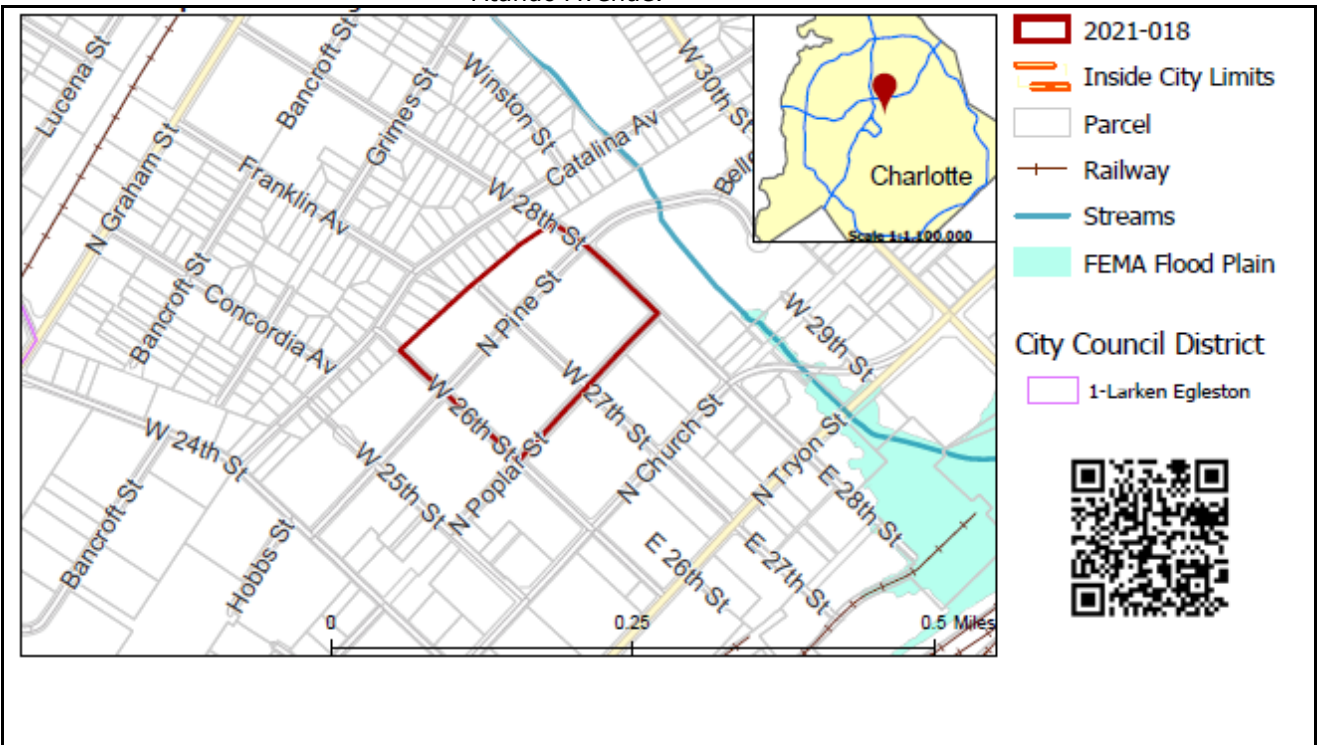 Atando Avenue.
Lucena St
Bancroft St
Grimes St
Winston St
W 30th St
Catalina Av
N Graham St
Franklin Av
W 28th St
Charlotte
Scale 1:1,100,000
Bancroft St
Concordia Av
N Pine St
W 29th St
W 24th St
W 26th St
W 27th St
N Church St
N Tryon St
W 25th St
N Poplar St
E 28th St
Bancroft St
Hobbs St
E 26th St
E 27th St
0
0.25
0.5 Miles
2021-018
Inside City Limits
Parcel
Railway
Streams
FEMA Flood Plain
City Council District
1-Larken Egleston